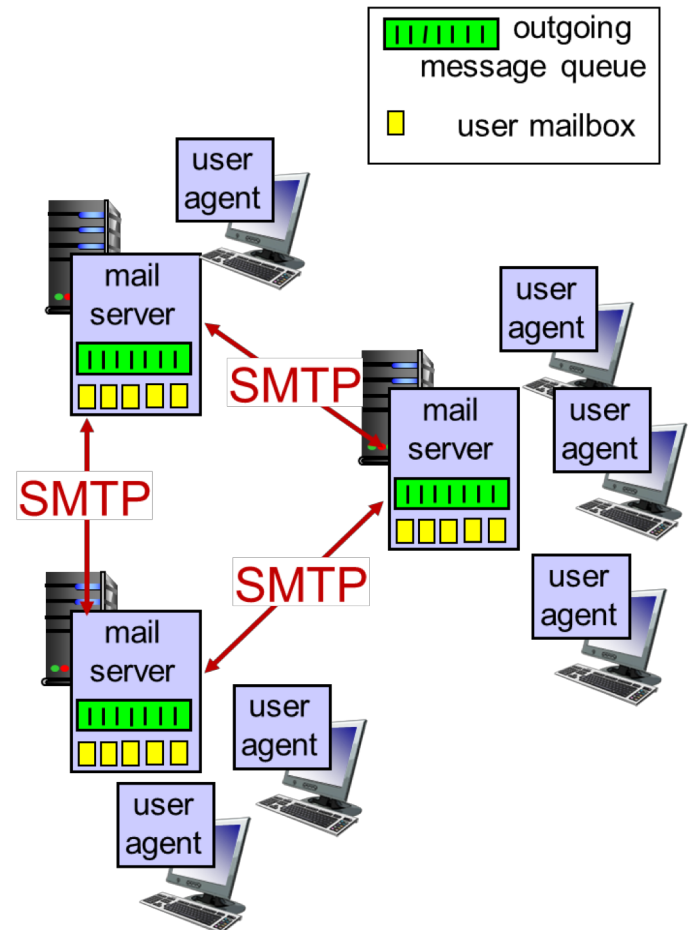 outgoing
message queue
user mailbox
user
agent
mail
server
SMTP
user
agent
mail
server
user
agent
SMTP
SMTP
user
agent
mail
server
user
agent
user
agent